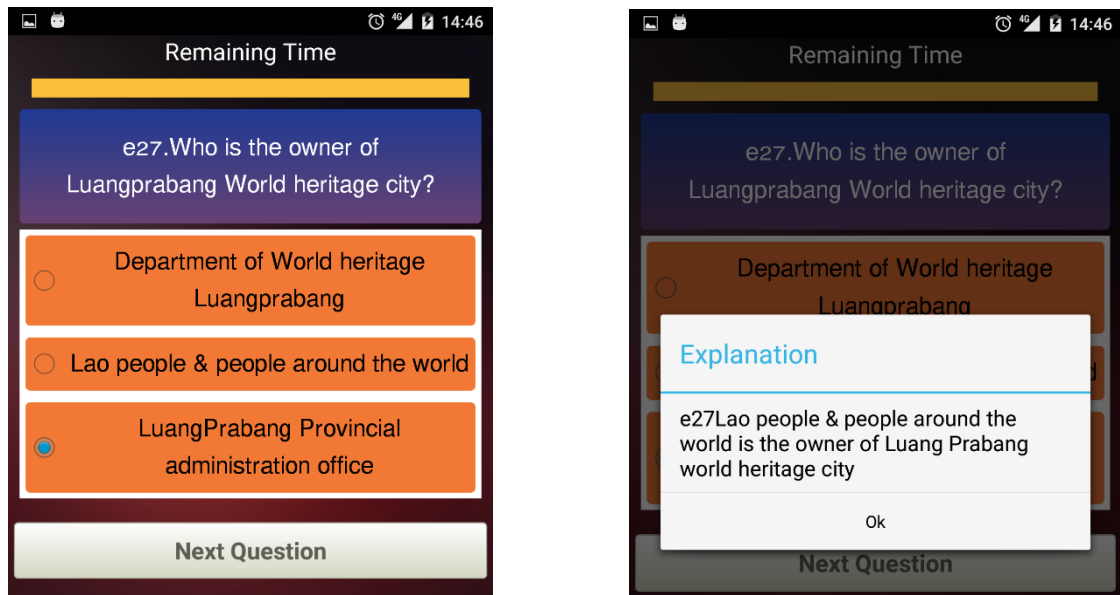 14:46
Remaining Time
e27.Who is the owner of
Luangprabang World heritage city?
Department of World heritage
Luangprabang
Lao people & people around the world
LuangPrabang Provincial
administration office
Next Question
14:46
Remaining Time
e27.Who is the owner of
Luangprabang World heritage city?
Department of World heritage
Luangprabang
Explanation
e27Lao people & people around the
world is the owner of Luang Prabang
world heritage city
Ok
Next Question